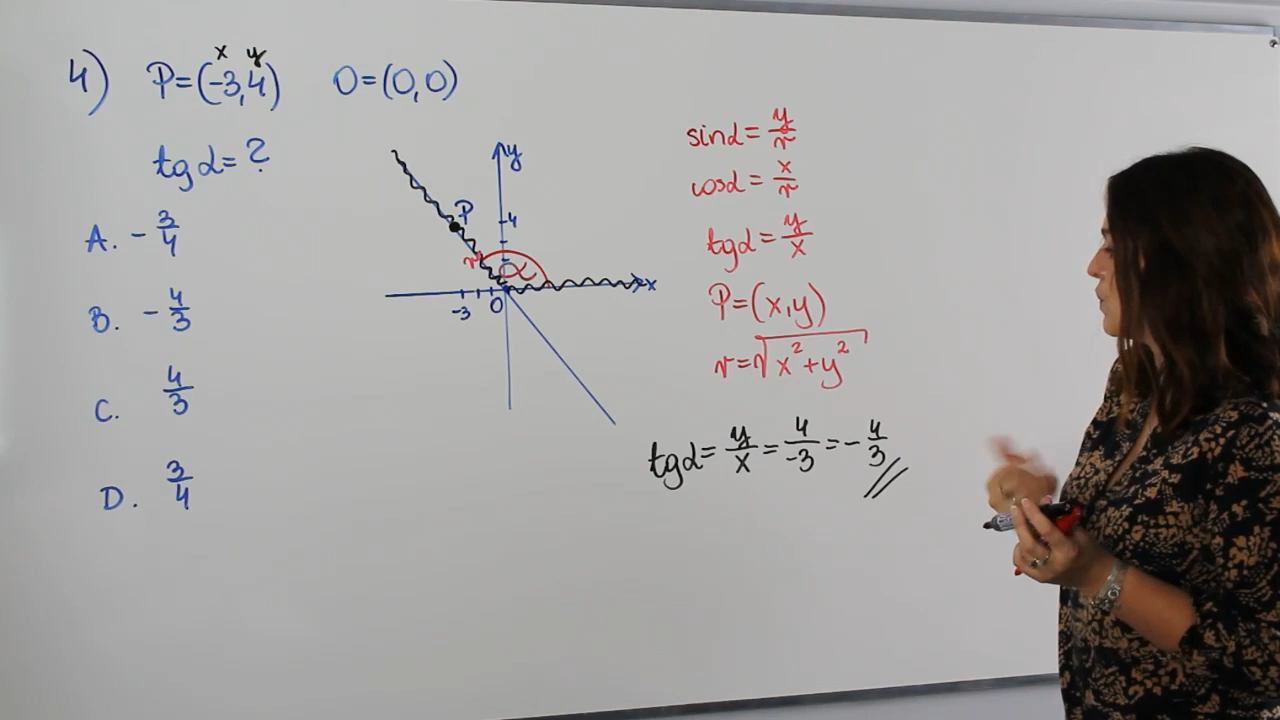 4) P=(-3,4) O=(0,0)
x y
tgα=?
A. -3/4
B. -4/3
C. 4/3
D. 3/4
y
P
4
r
α
x
-3
0
sinα=y/r
cosα=x/r
tgα=y/x
P=(x,y)
r=√x²+y²
tgα=y/x=4/-3=-4/3